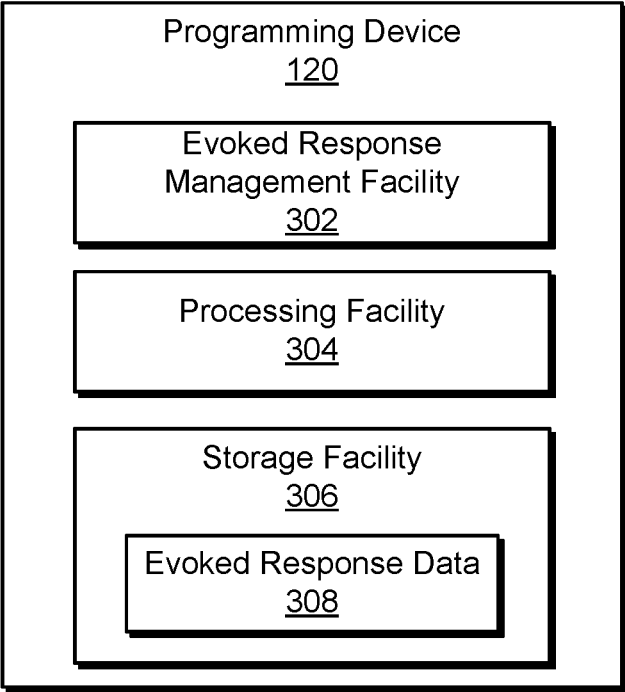 Programming Device
120
Evoked Response
Management Facility
302
Processing Facility
304
Storage Facility
306
Evoked Response Data
308